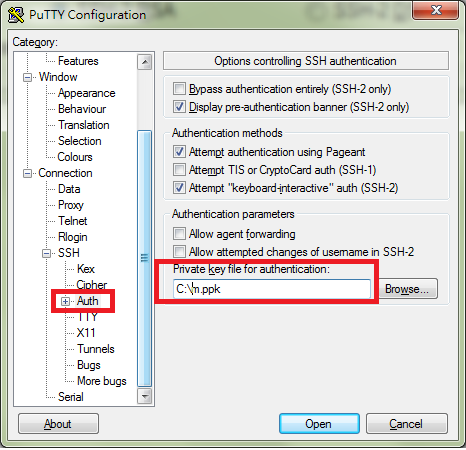 PuTTY Configuration
Category:
Features
Window
Appearance
Behaviour
Translation
Selection
Colours
Connection
Data
Proxy
Telnet
Rlogin
SSH
Kex
Cipher
Auth
TTY
X11
Tunnels
Bugs
More bugs
Serial
Options controlling SSH authentication
Bypass authentication entirely (SSH-2 only)
Display pre-authentication banner (SSH-2 only)
Authentication methods
Attempt authentication using Pageant
Attempt TIS or CryptoCard auth (SSH-1)
Attempt "keyboard-interactive" auth (SSH-2)
Authentication parameters
Allow agent forwarding
Allow attempted changes of username in SSH-2
Private key file for authentication:
C:\m.ppk
Browse...
About
Open
Cancel